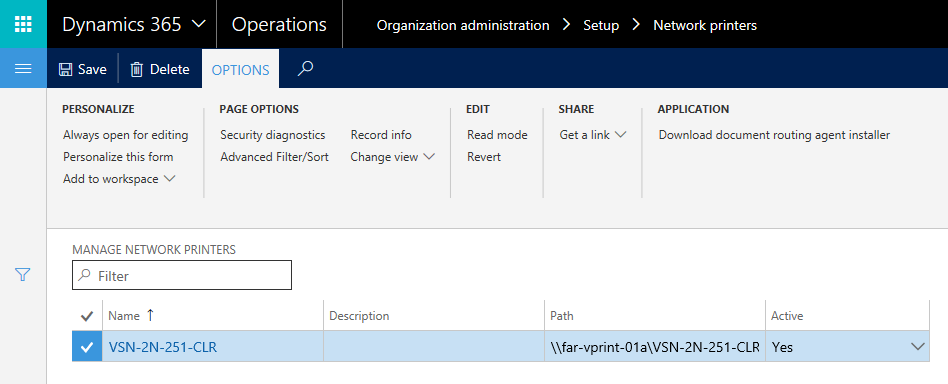 Dynamics 365 Operations Organization administration > Setup > Network printers
Save Delete OPTIONS
PERSONALIZE
Always open for editing
Personalize this form
Add to workspace
PAGE OPTIONS
Security diagnostics Record info
Advanced Filter/Sort Change view
EDIT
Read mode
Revert
SHARE
Get a link
APPLICATION
Download document routing agent installer
MANAGE NETWORK PRINTERS
Filter
Name ↑ Description Path Active
VSN-2N-251-CLR \\far-vprint-01a\VSN-2N-251-CLR Yes